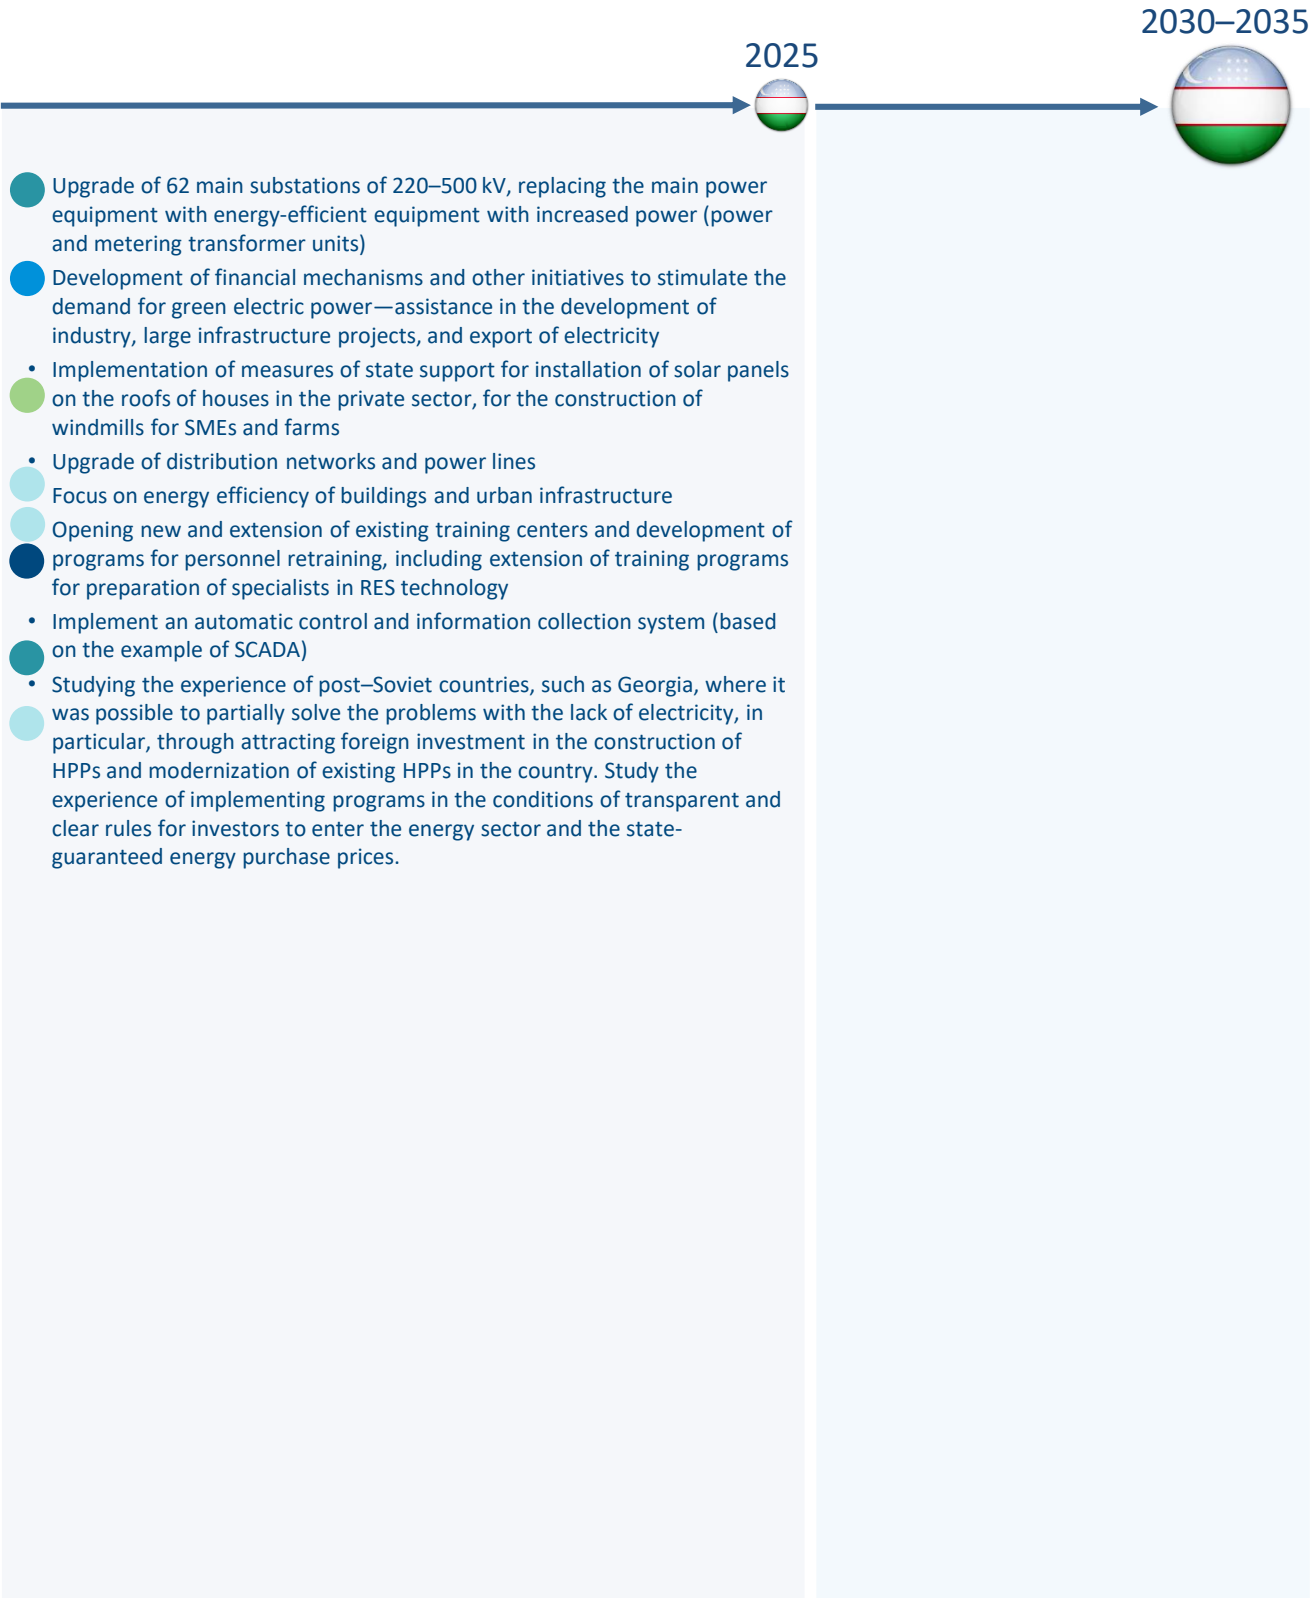 2030–2035
2025
Upgrade of 62 main substations of 220–500 kV, replacing the main power
equipment with energy-efficient equipment with increased power (power
and metering transformer units)
Development of financial mechanisms and other initiatives to stimulate the
demand for green electric power—assistance in the development of
industry, large infrastructure projects, and export of electricity
• Implementation of measures of state support for installation of solar panels
on the roofs of houses in the private sector, for the construction of
windmills for SMEs and farms
• Upgrade of distribution networks and power lines
Focus on energy efficiency of buildings and urban infrastructure
Opening new and extension of existing training centers and development of
programs for personnel retraining, including extension of training programs
for preparation of specialists in RES technology
• Implement an automatic control and information collection system (based
on the example of SCADA)
• Studying the experience of post–Soviet countries, such as Georgia, where it
was possible to partially solve the problems with the lack of electricity, in
particular, through attracting foreign investment in the construction of
HPPs and modernization of existing HPPs in the country. Study the
experience of implementing programs in the conditions of transparent and
clear rules for investors to enter the energy sector and the state-
guaranteed energy purchase prices.